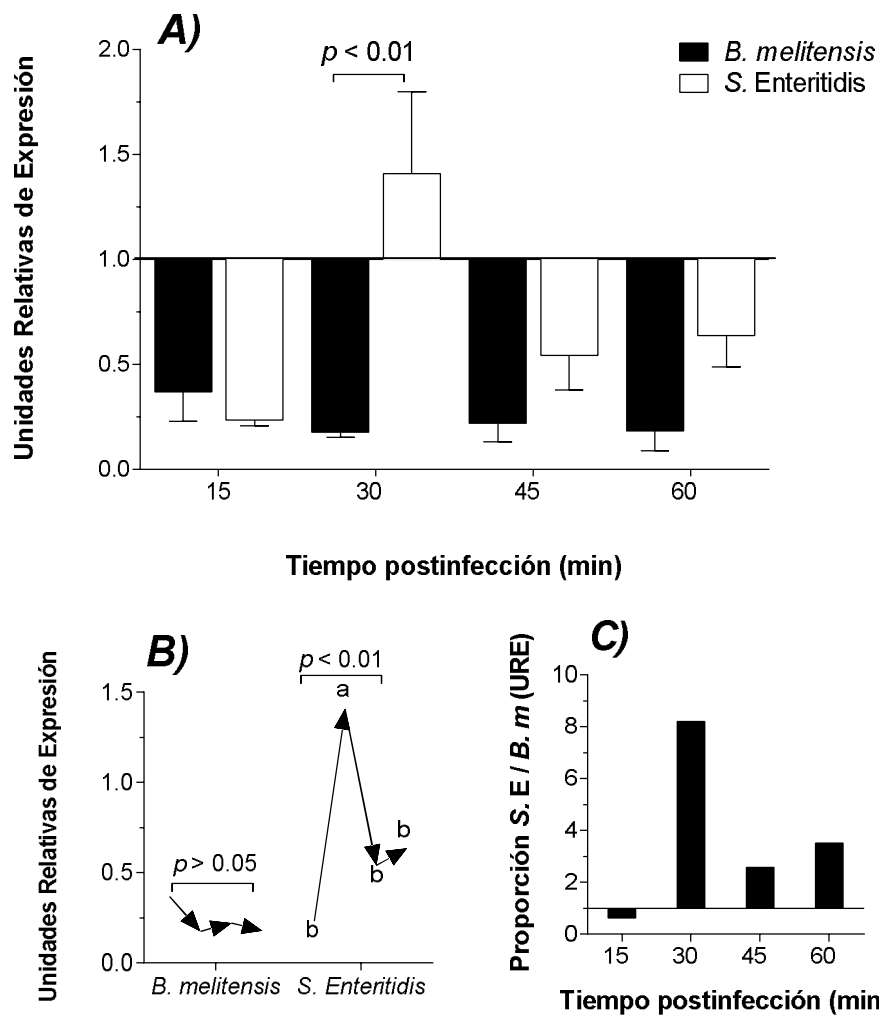 A)
p < 0.01
B. melitensis
S. Enteritidis
Unidades Relativas de Expresión
2.0
1.5
1.0
0.5
0.0
15 30 45 60
Tiempo postinfección (min)
B)
Unidades Relativas de Expresión
1.5
1.0
0.5
0.0
p < 0.01
a
p > 0.05
b
b
b
B. melitensis S. Enteritidis
C)
Proporción S. E / B. m (URE)
10
8
6
4
2
0
15 30 45 60
Tiempo postinfección (min